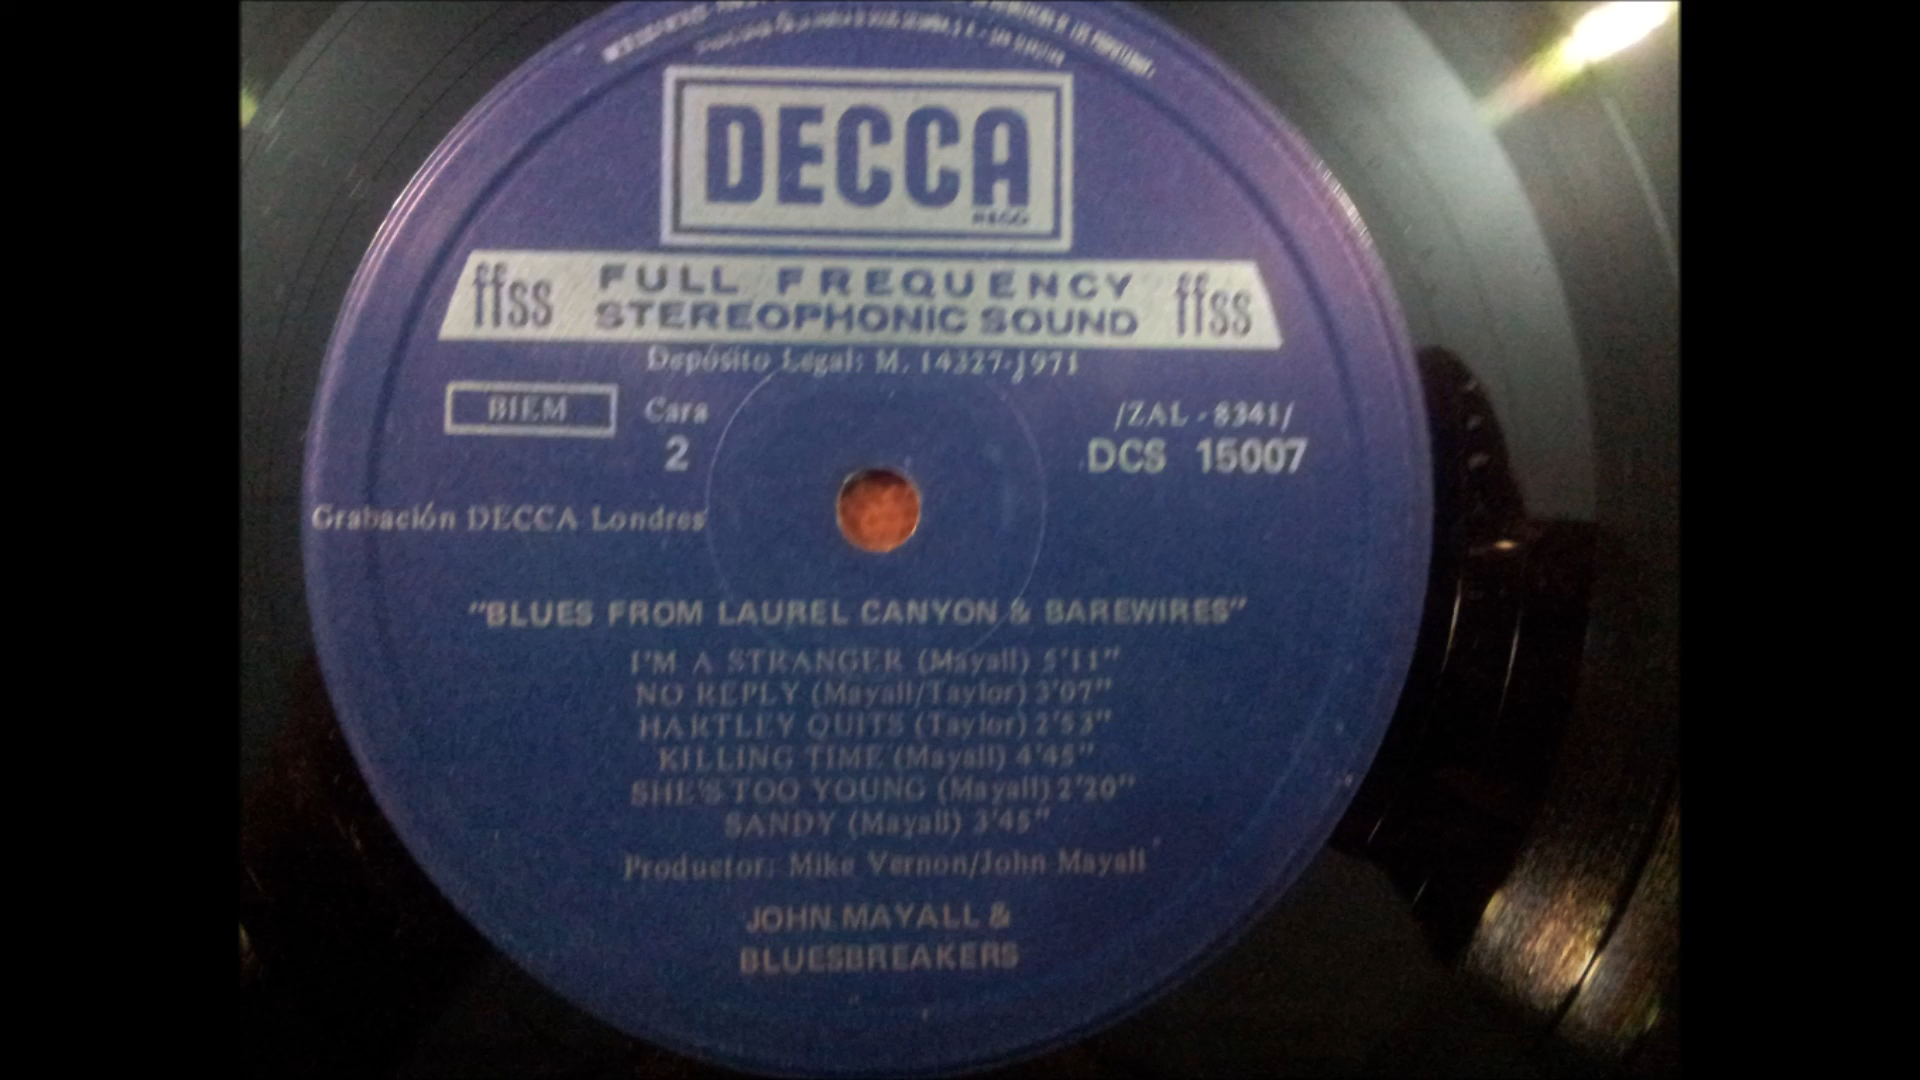 DE LOS
DECCA
REGG
ffss FULL FREQUENCY STEREOPHONIC SOUND ffss
Depósito Legal: M. 14327-1971
BIEM Cara /ZAL - 8341/
2 DCS 15007
Grabación DECCA Londres
"BLUES FROM LAUREL CANYON & BAREWIRES"
I'M A STRANGER (Mayall) 5'11"
NO REPLY (Mayall/Taylor) 3'07"
HARTLEY QUITS (Taylor) 2'53"
KILLING TIME (Mayall) 4'45"
SHE'S TOO YOUNG (Mayall) 2'20"
SANDY (Mayall) 3'45"
Productor: Mike Vernon/John Mayall
JOHN MAYALL &
BLUESBREAKERS